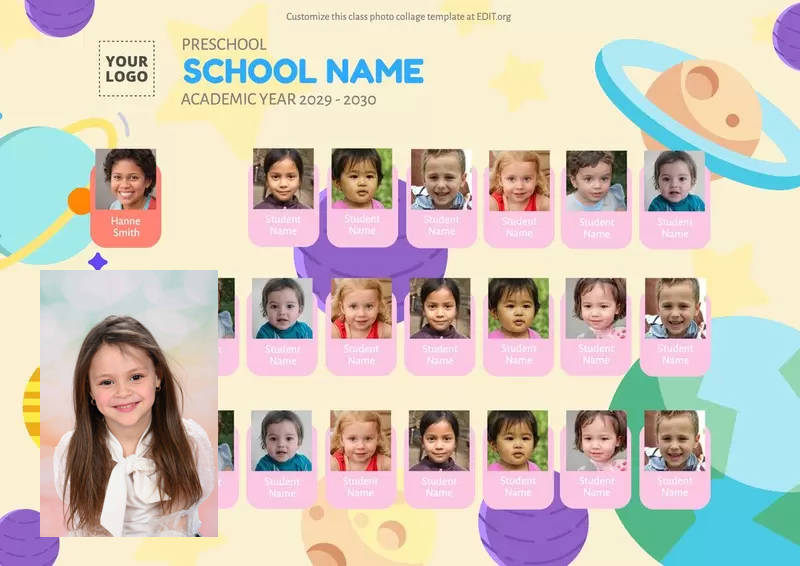 Customize this class photo collage template at EDIT.org
YOUR
LOGO
PRESCHOOL
SCHOOL NAME
ACADEMIC YEAR 2029 - 2030
Hanne
Smith
Student
Name
Student
Name
Student
Name
Student
Name
Student
Name
Student
Name
Student
Name
Student
Name
Student
Name
Student
Name
Student
Name
Student
Name
Student
Name
Student
Name
Student
Name
Student
Name
Student
Name
Student
Name